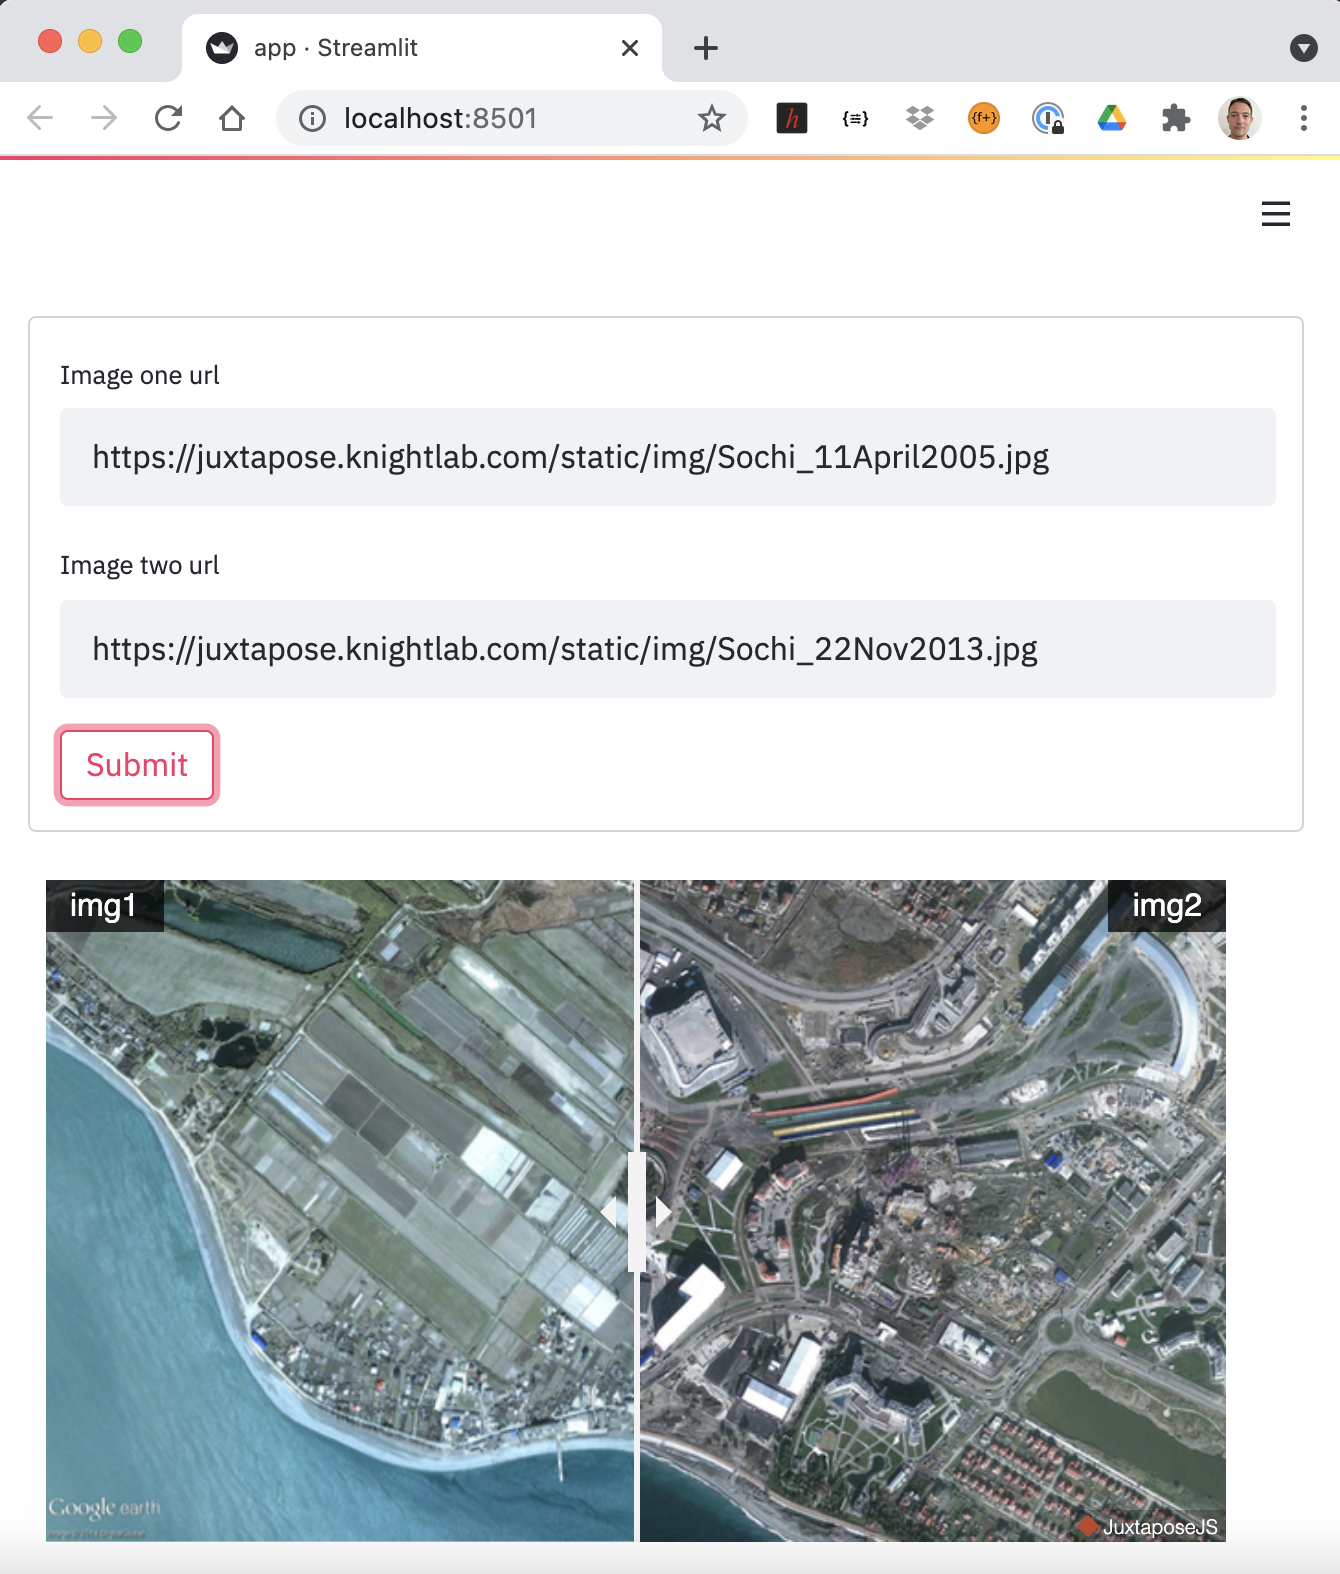 app · Streamlit
localhost:8501
h
{f+}
Image one url
https://juxtapose.knightlab.com/static/img/Sochi_11April2005.jpg
Image two url
https://juxtapose.knightlab.com/static/img/Sochi_22Nov2013.jpg
Submit
img1
img2
Google earth
JuxtaposeJS